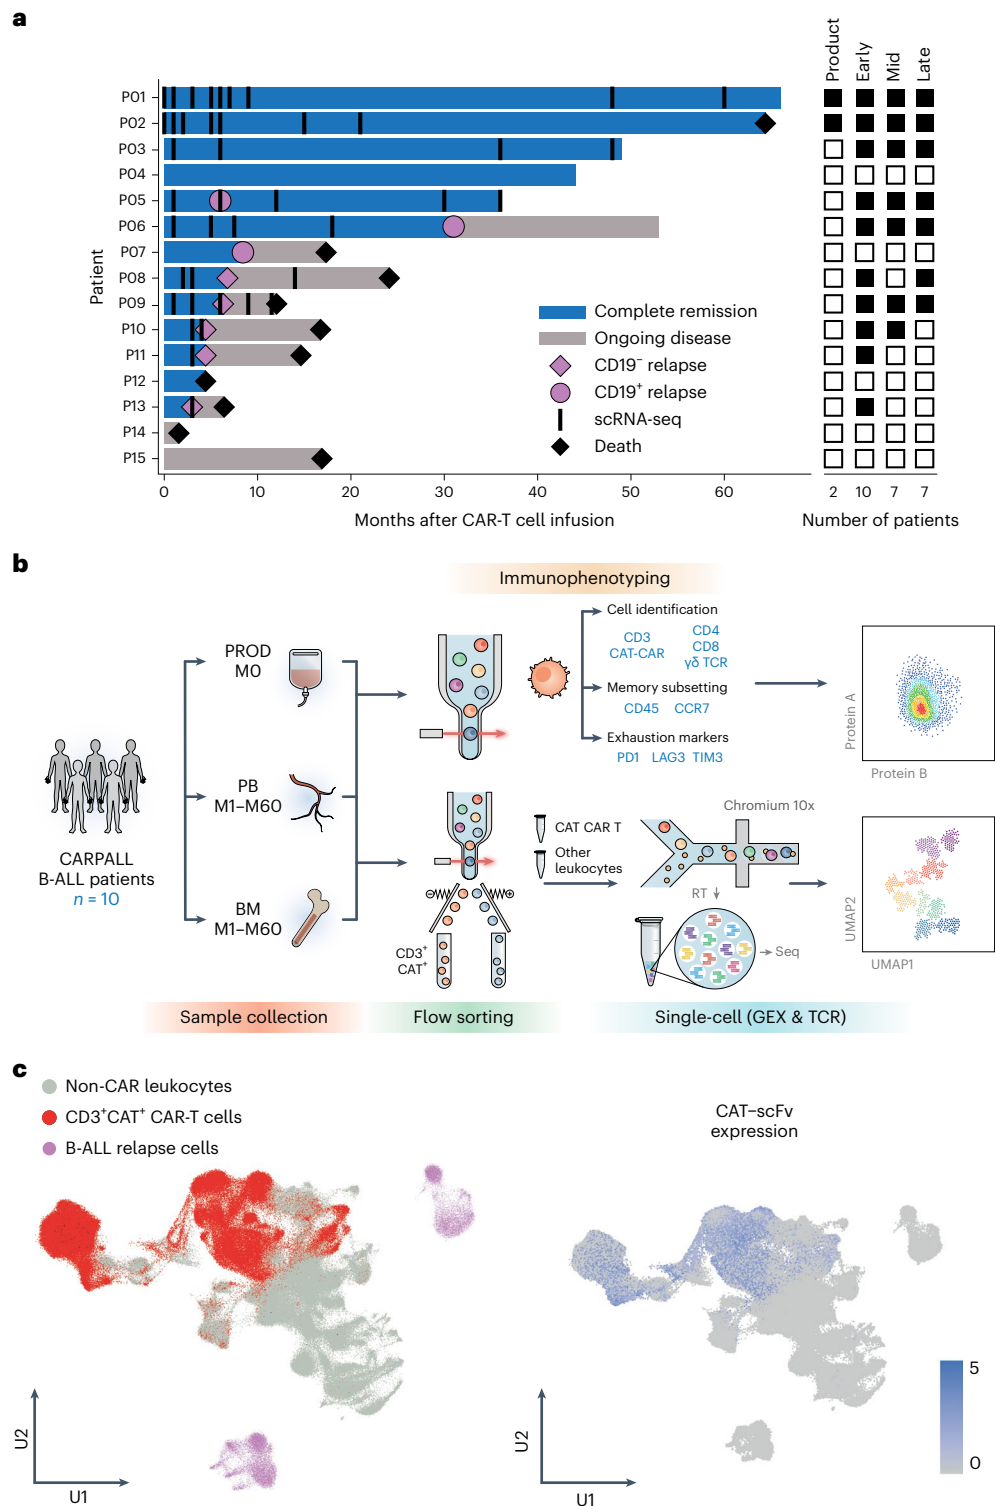 a
Product
Early
Mid
Late
Patient
P01
P02
P03
P04
P05
P06
P07
P08
P09
P10
P11
P12
P13
P14
P15
Complete remission
Ongoing disease
CD19⁻ relapse
CD19⁺ relapse
scRNA-seq
Death
0 10 20 30 40 50 60
Months after CAR-T cell infusion
2 10 7 7
Number of patients
b
Immunophenotyping
CARPALL
B-ALL patients
n = 10
PROD
M0
PB
M1–M60
BM
M1–M60
Cell identification
CD3
CAT-CAR
CD4
CD8
γδ TCR
Memory subsetting
CD45 CCR7
Exhaustion markers
PD1 LAG3 TIM3
Protein A
Protein B
CD3⁺
CAT⁺
CAT CAR T
Other
leukocytes
Chromium 10x
RT
Seq
UMAP2
UMAP1
Sample collection
Flow sorting
Single-cell (GEX & TCR)
c
Non-CAR leukocytes
CD3⁺CAT⁺ CAR-T cells
B-ALL relapse cells
U2
U1
CAT–scFv
expression
5
0
U2
U1